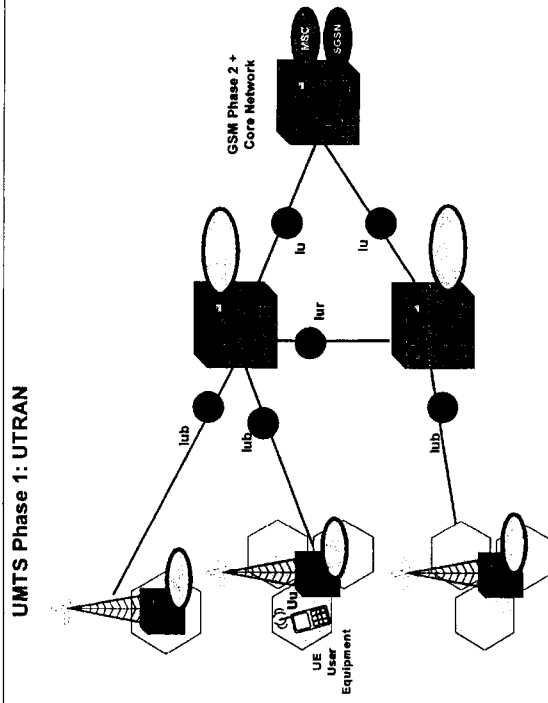 UMTS Phase 1: UTRAN
GSM Phase 2 +
Core Network
MSC
SGSN
Iu
Iu
Iur
Iub
Iub
Iub
Uu
UE
User
Equipment